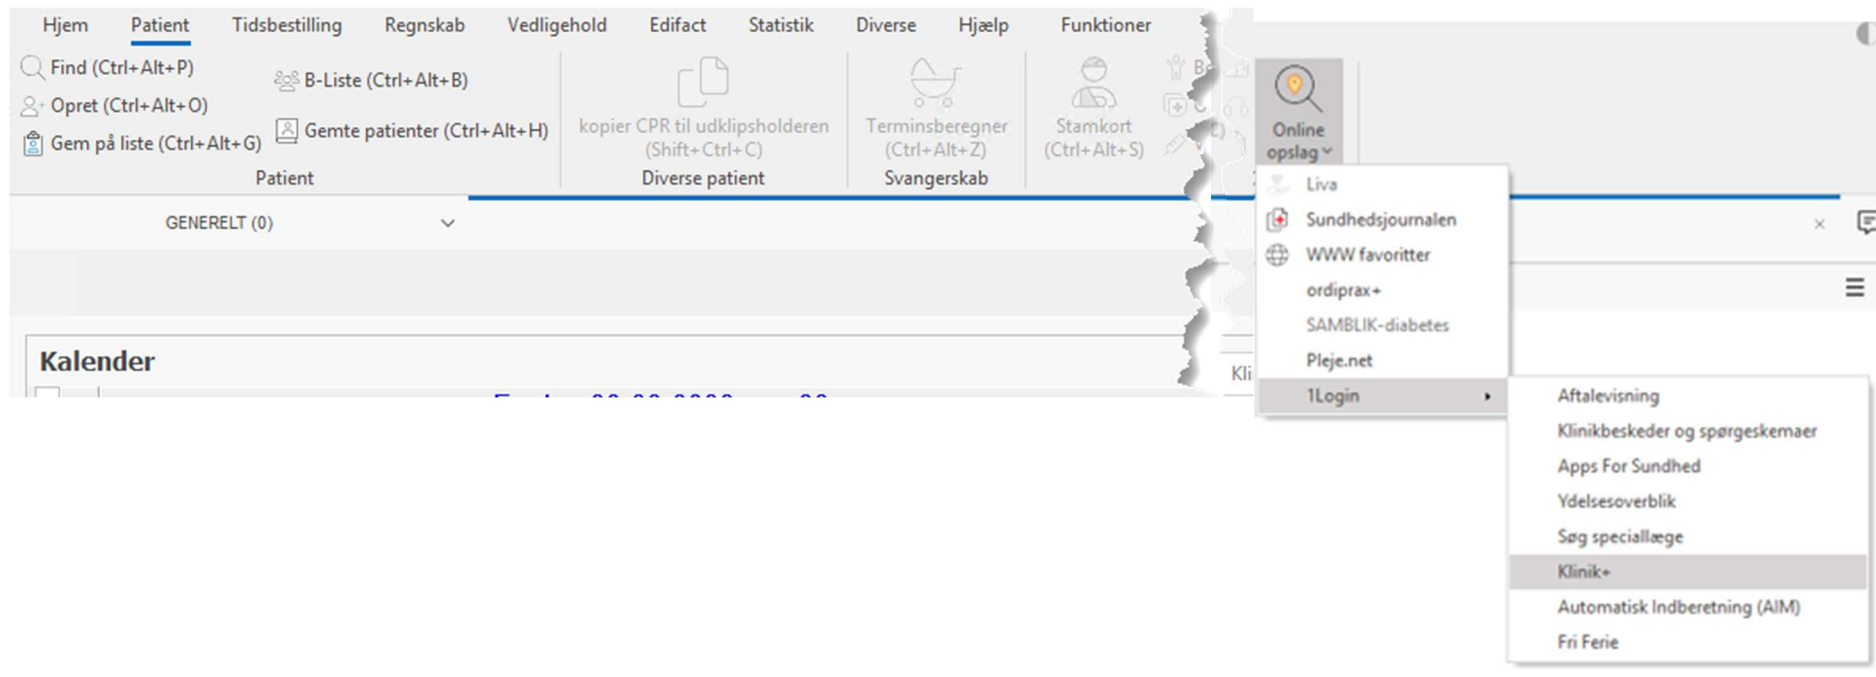 Hjem Patient Tidsbestilling Regnskab Vedligehold Edifact Statistik Diverse Hjælp Funktioner
Find (Ctrl+Alt+P)
Opret (Ctrl+Alt+O)
Gem på liste (Ctrl+Alt+G)
B-Liste (Ctrl+Alt+B)
Gemte patienter (Ctrl+Alt+H)
Patient
kopier CPR til udklipsholderen
(Shift+Ctrl+C)
Diverse patient
Terminsberegner
(Ctrl+Alt+Z)
Svangerskab
Stamkort
(Ctrl+Alt+S)
Online
opslag
GENERELT (0)
Kalender
Liva
Sundhedsjournalen
WWW favoritter
ordiprax+
SAMBLIK-diabetes
Pleje.net
1Login
Aftalevisning
Klinikbeskeder og spørgeskemaer
Apps For Sundhed
Ydelsesoverblik
Søg speciallæge
Klinik+
Automatisk Indberetning (AIM)
Fri Ferie